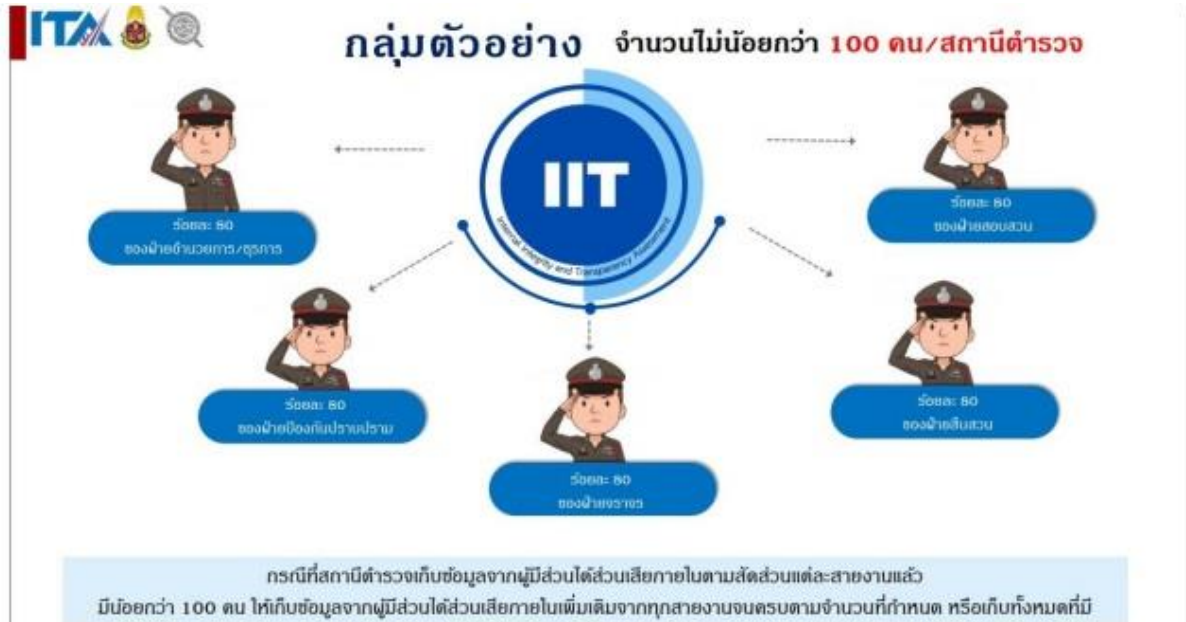 ITA
กลุ่มตัวอย่าง จำนวนไม่น้อยกว่า 100 คน/สถานีตำรวจ
IIT
Internal Integrity and Transparency Assessment
ร้อยละ 80
ของฝ่ายอำนวยการ/ธุรการ
ร้อยละ 80
ของฝ่ายสอบสวน
ร้อยละ 80
ของฝ่ายป้องกันปราบปราม
ร้อยละ 80
ของฝ่ายสืบสวน
ร้อยละ 80
ของฝ่ายจราจร
กรณีที่สถานีตำรวจเก็บข้อมูลจากผู้มีส่วนได้ส่วนเสียภายในตามสัดส่วนแต่ละสายงานแล้ว
มีน้อยกว่า 100 คน ให้เก็บข้อมูลจากผู้มีส่วนได้ส่วนเสียภายในเพิ่มเติมจากทุกสายงานจนครบตามจำนวนที่กำหนด หรือเก็บทั้งหมดที่มี